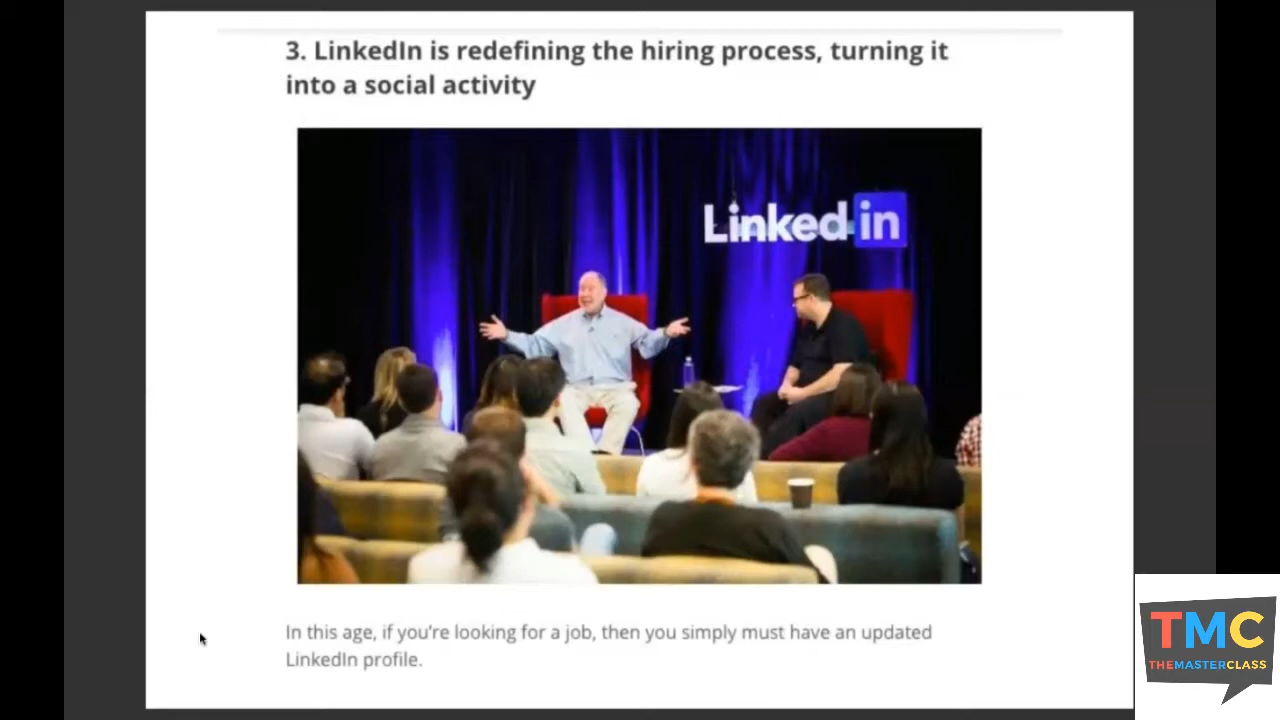 3. LinkedIn is redefining the hiring process, turning it
into a social activity
Linked in
In this age, if you're looking for a job, then you simply must have an updated
LinkedIn profile.
TMC
THEMASTERCLASS